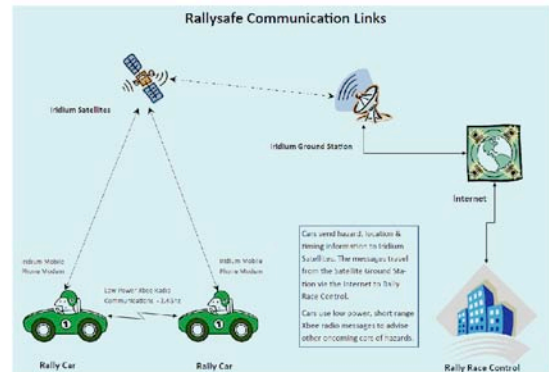 Rallysafe Communication Links
Iridium Satellites
Iridium Ground Station
Internet
Cars send hazard, location &
timing information to Iridium
Satellites. The messages travel
from the Satellite Ground Sta-
tion via the Internet to Rally
Race Control.
Cars use low power, short range
Xbee radio messages to advise
other oncoming cars of hazards.
Iridium Mobile
Phone Modem
Iridium Mobile
Phone Modem
Low Power Xbee Radio
Communications -
1
1
Rally Car
Rally Car
Rally Race Control